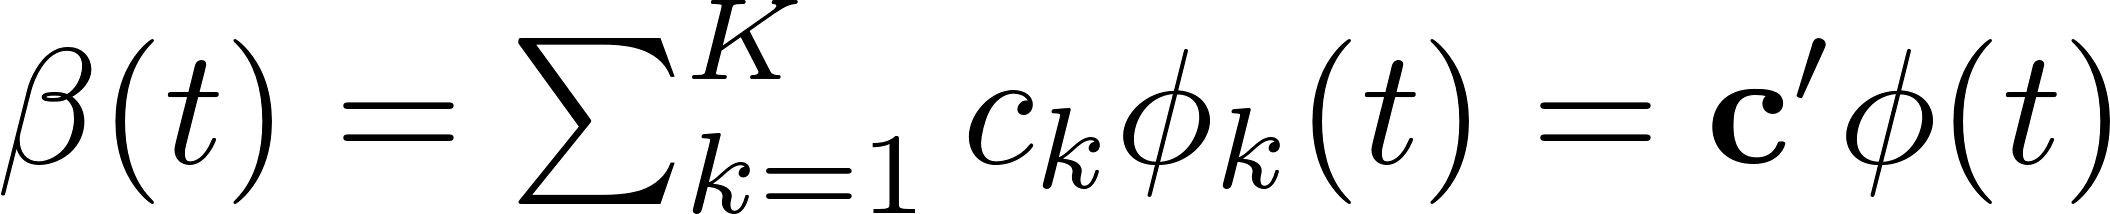 β(t) = ∑_{k=1}^{K} c_k ϕ_k(t) = 𝐜′ϕ(t)